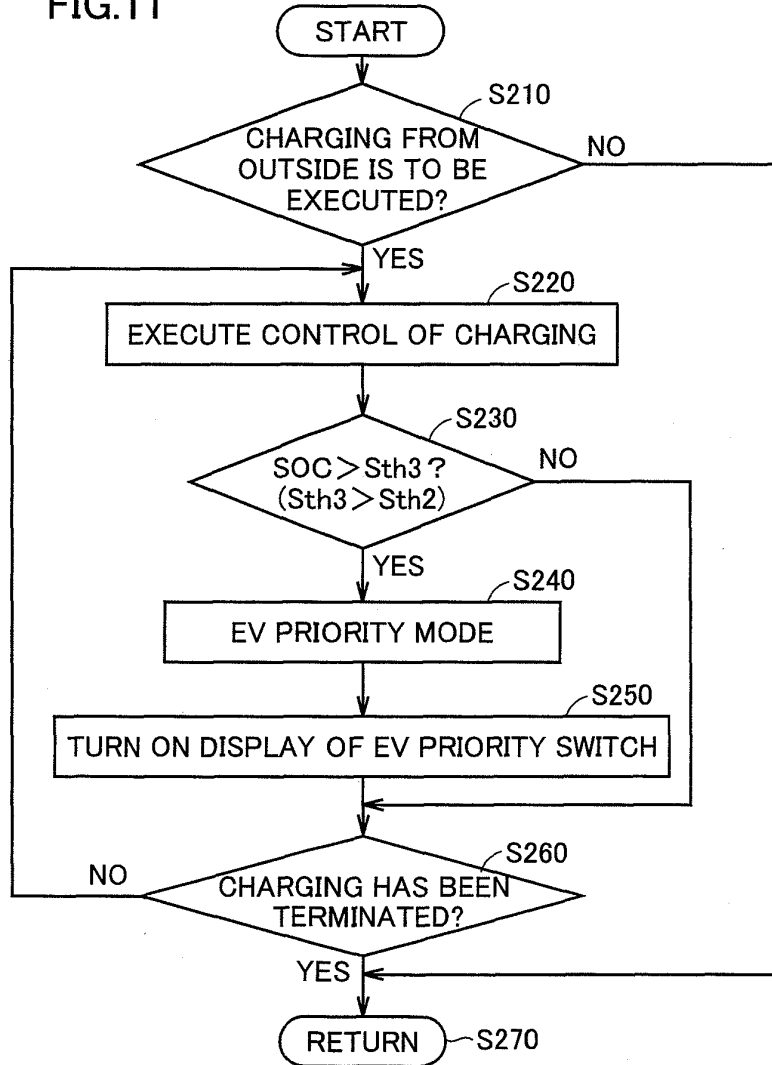 FIG.11
START
S210
CHARGING FROM
OUTSIDE IS TO BE
EXECUTED?
NO
YES
S220
EXECUTE CONTROL OF CHARGING
S230
SOC>Sth3?
(Sth3>Sth2)
NO
YES
S240
EV PRIORITY MODE
S250
TURN ON DISPLAY OF EV PRIORITY SWITCH
S260
NO
CHARGING HAS BEEN
TERMINATED?
YES
RETURN
S270